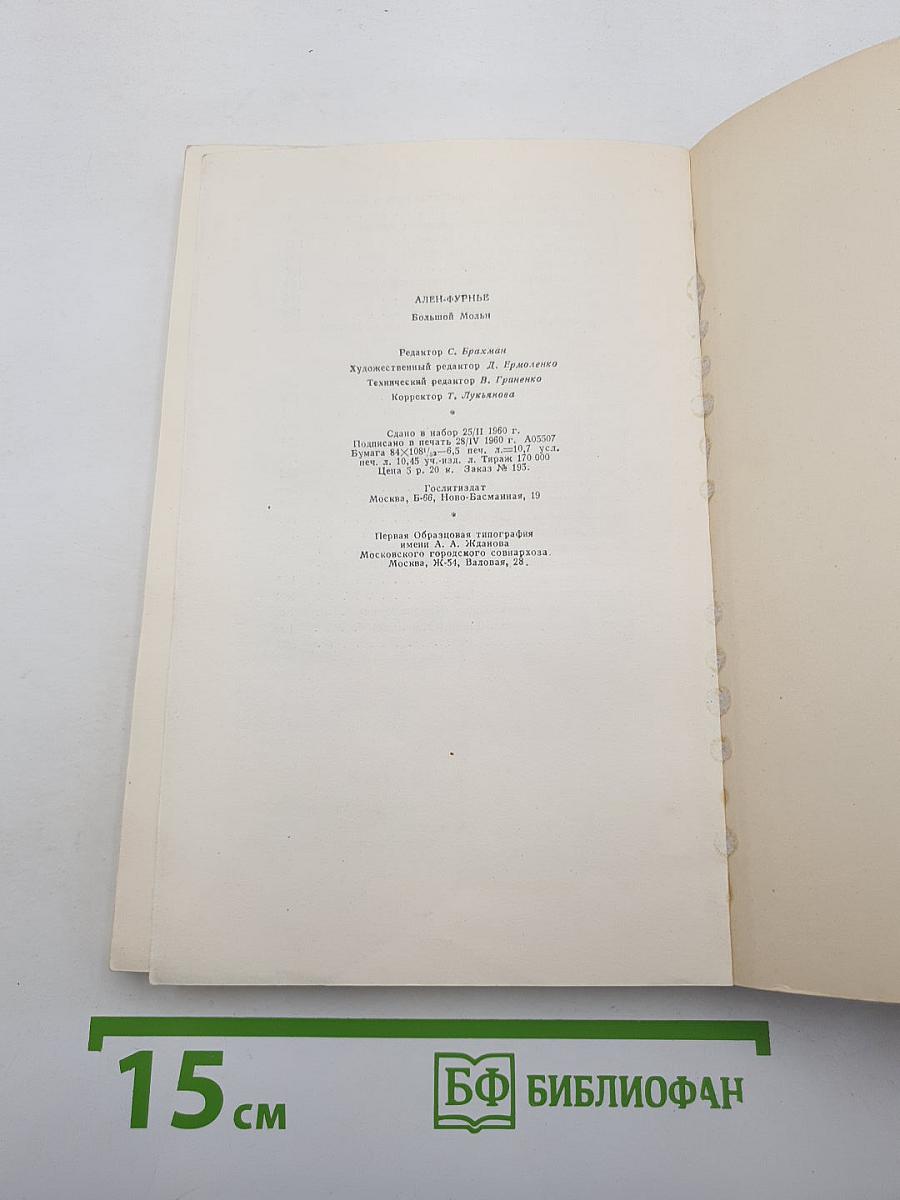 АЛЕН-ФУРНЬЕ
Большой Мольн
Редактор С. Брахман
Художественный редактор Д. Ермоленко
Технический редактор В. Гриненко
Корректор Т. Лукьянова
*
Сдано в набор 25/II 1960 г.
Подписано в печать 28/IV 1960 г. А05507
Бумага 84×108¹/₃₂—6,5 печ. л.=10,7 усл.
печ. л. 10,45 уч.-изд. л. Тираж 170 000
Цена 5 р. 20 к. Заказ № 193.
Гослитиздат
Москва, Б-66, Ново-Басманная, 19
*
Первая Образцовая типография
имени А. А. Жданова
Московского городского совнархоза.
Москва, Ж-54, Валовая, 28.
15 см
БФ БИБЛИОФАН